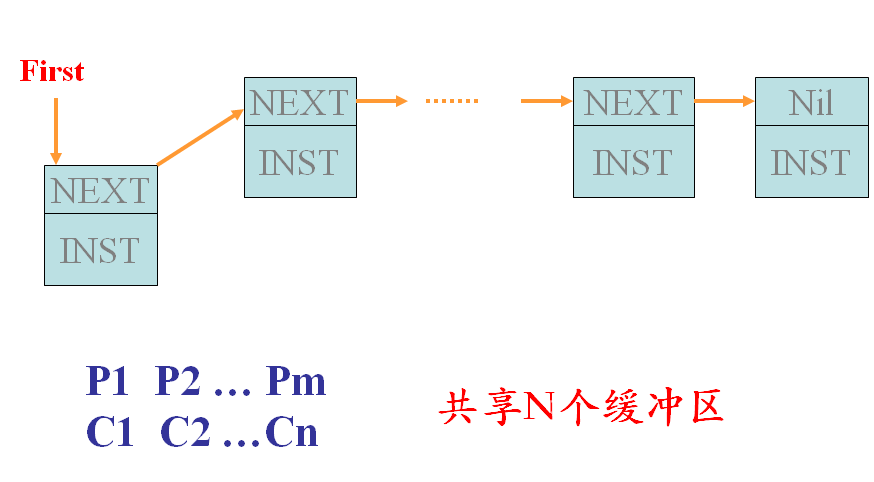 First
NEXT
INST
NEXT
INST
.......
NEXT
INST
Nil
INST
P1 P2 … Pm
C1 C2 …Cn
共享N个缓冲区